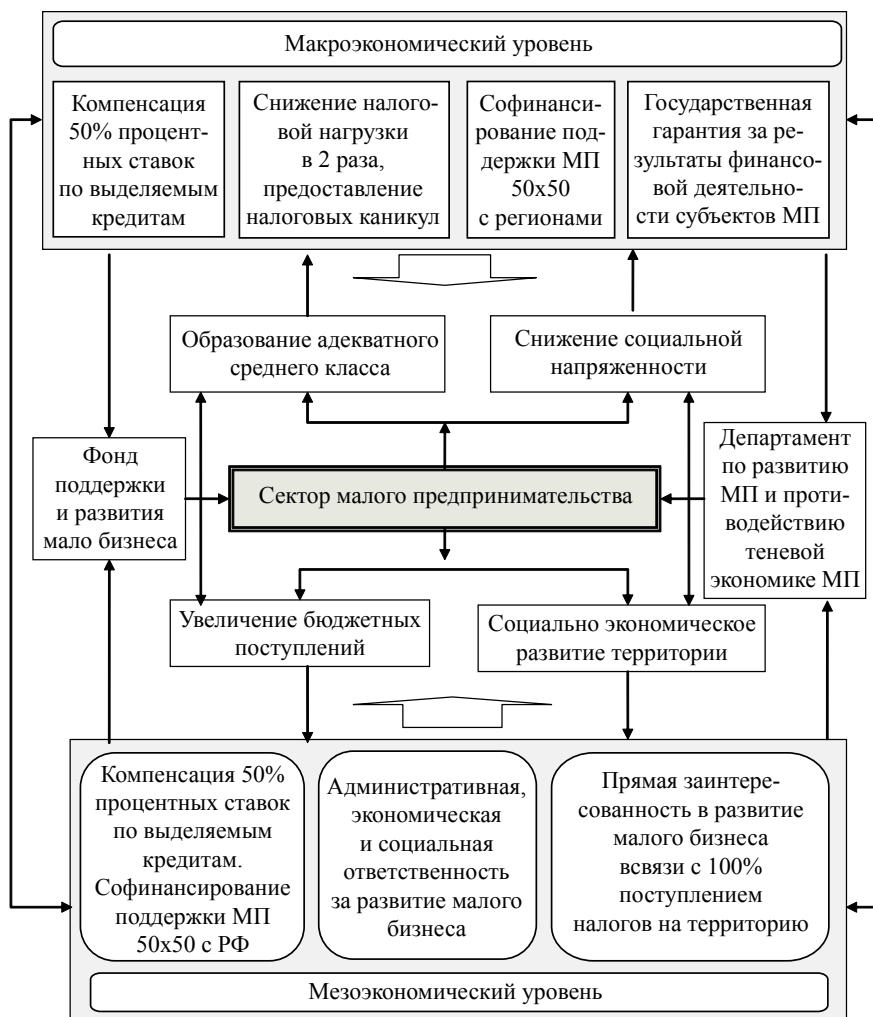 Макроэкономический уровень
Компенсация
50% процент-
ных ставок
по выделяемым
кредитам
Снижение налого-
вой нагрузки
в 2 раза,
предоставление
налоговых каникул
Софинанси-
рирование под-
держки МП
50х50
с регионами
Государственная
гарантия за ре-
зультаты финансо-
вой деятельно-
сти субъектов МП
Образование адекватного
среднего класса
Снижение социальной
напряженности
Фонд
поддержки
и развития
мало бизнеса
Сектор малого предпринимательства
Департамент
по развитию
МП и проти-
водействию
теневой
экономике МП
Увеличение бюджетных
поступлений
Социально экономическое
развитие территории
Компенсация 50%
процентных ставок
по выделяемым
кредитам.
Софинансирование
поддержки МП
50х50 с РФ
Административная,
экономическая
и социальная
ответственность
за развитие малого
бизнеса
Прямая заинтере-
сованность в развитие
малого бизнеса
всвязи с 100%
поступлением
налогов на территорию
Мезоэкономический уровень